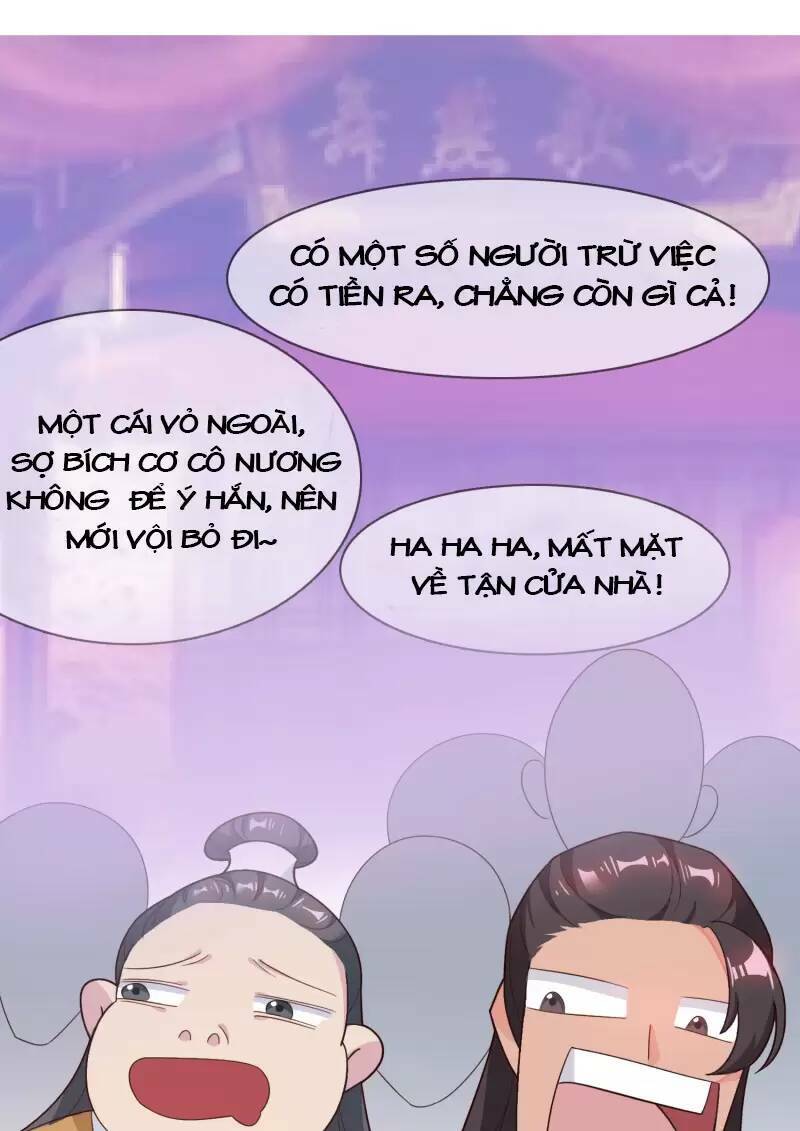 CÓ MỘT SỐ NGƯỜI TRỪ VIỆC
CÓ TIỀN RA, CHẲNG CÒN GÌ CẢ!
MỘT CÁI VỎ NGOÀI,
SỢ BÍCH CƠ CÔ NƯƠNG
KHÔNG ĐỂ Ý HẮN, NÊN
MỚI VỘI BỎ ĐI~
HA HA HA, MẤT MẶT
VỀ TẬN CỬA NHÀ!